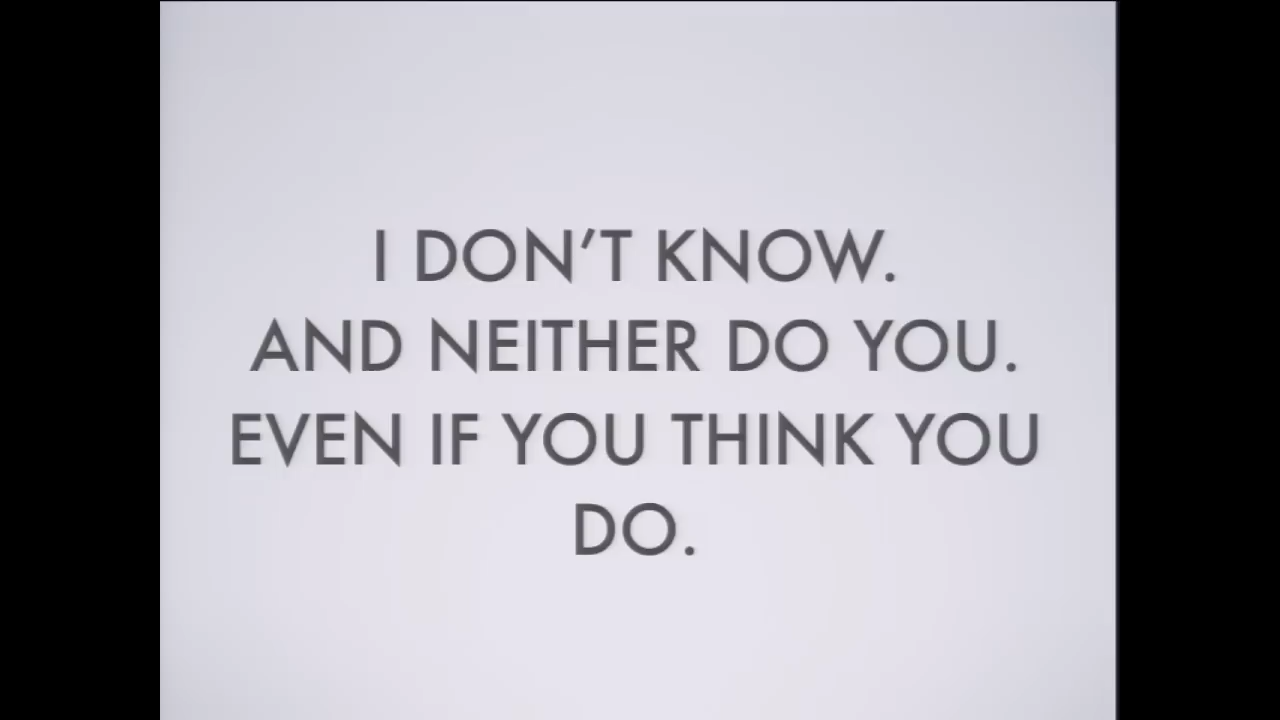 I DON’T KNOW.
AND NEITHER DO YOU.
EVEN IF YOU THINK YOU
DO.